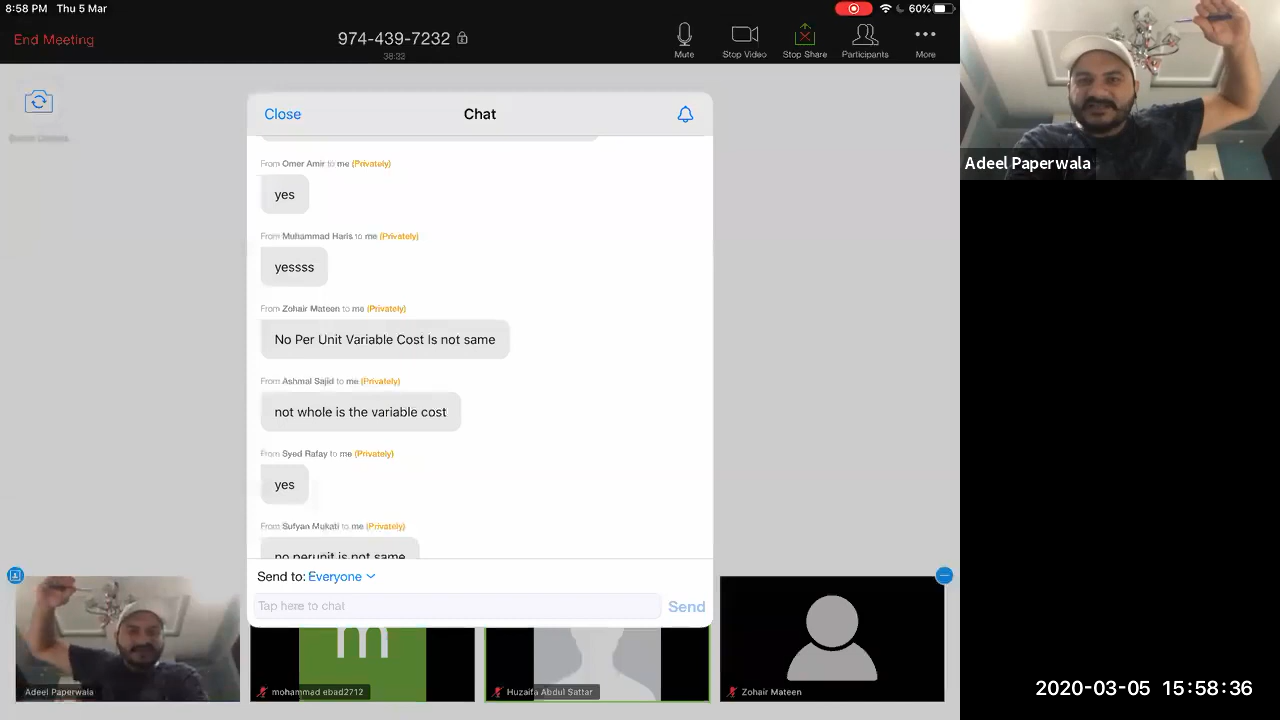 8:58 PM Thu 5 Mar
60%
End Meeting
974-439-7232
38:32
Mute
Stop Video
Stop Share
Participants
More
Close
Chat
From Omer Amir to me (Privately)
yes
From Muhammad Haris to me (Privately)
yessss
From Zohair Mateen to me (Privately)
No Per Unit Variable Cost Is not same
From Ashmal Sajid to me (Privately)
not whole is the variable cost
From Syed Rafay to me (Privately)
yes
From Sufyan Mukati to me (Privately)
no perunit is not same
Send to: Everyone
Tap here to chat
Send
Adeel Paperwala
m
mohammad ebad2712
Huzaifa Abdul Sattar
Zohair Mateen
Adeel Paperwala
2020-03-05 15:58:36